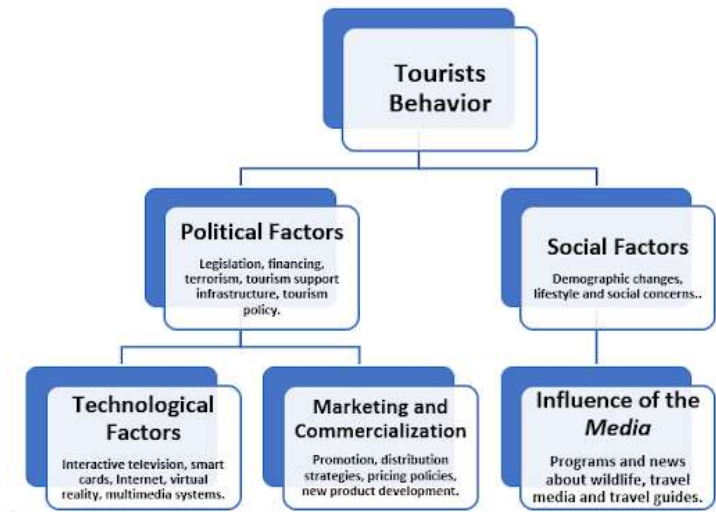 Tourists
Behavior
Political Factors
Legislation, financing,
terrorism, tourism support
infrastructure, tourism
policy.
Social Factors
Demographic changes,
lifestyle and social concerns..
Technological
Factors
Interactive television, smart
cards, Internet, virtual
reality, multimedia systems.
Marketing and
Commercialization
Promotion, distribution
strategies, pricing policies,
new product development.
Influence of the
Media
Programs and news
about wildlife, travel
media and travel guides.